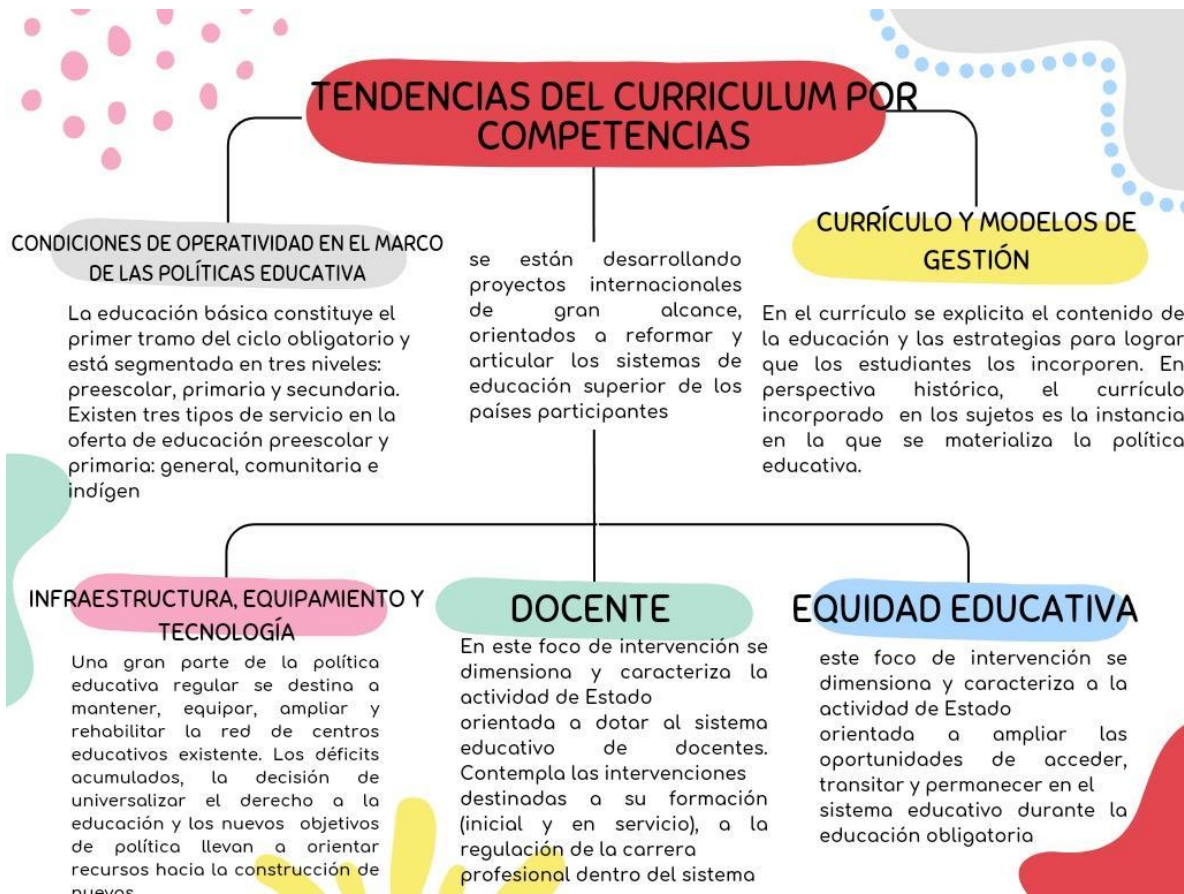 TENDENCIAS DEL CURRICULUM POR
COMPETENCIAS
CONDICIONES DE OPERATIVIDAD EN EL MARCO
DE LAS POLÍTICAS EDUCATIVA
La educación básica constituye el
primer tramo del ciclo obligatorio y
está segmentada en tres niveles:
preescolar, primaria y secundaria.
Existen tres tipos de servicio en la
oferta de educación preescolar y
primaria: general, comunitaria e
indígen
se están desarrollando
proyectos internacionales
de gran alcance,
orientados a reformar y
articular los sistemas de
educación superior de los
países participantes
CURRÍCULO Y MODELOS DE
GESTIÓN
En el currículo se explicita el contenido de
la educación y las estrategias para lograr
que los estudiantes los incorporen. En
perspectiva histórica, el currículo
incorporado en los sujetos es la instancia
en la que se materializa la política
educativa.
INFRAESTRUCTURA, EQUIPAMIENTO Y
TECNOLOGÍA
Una gran parte de la política
educativa regular se destina a
mantener, equipar, ampliar y
rehabilitar la red de centros
educativos existente. Los déficits
acumulados, la decisión de
universalizar el derecho a la
educación y los nuevos objetivos
de política llevan a orientar
recursos hacia la construcción de
nuevos
DOCENTE
En este foco de intervención se
dimensiona y caracteriza la
actividad de Estado
orientada a dotar al sistema
educativo de docentes.
Contempla las intervenciones
destinadas a su formación
(inicial y en servicio), a la
regulación de la carrera
profesional dentro del sistema
EQUIDAD EDUCATIVA
este foco de intervención se
dimensiona y caracteriza a la
actividad de Estado
orientada a ampliar las
oportunidades de acceder,
transitar y permanecer en el
sistema educativo durante la
educación obligatoria